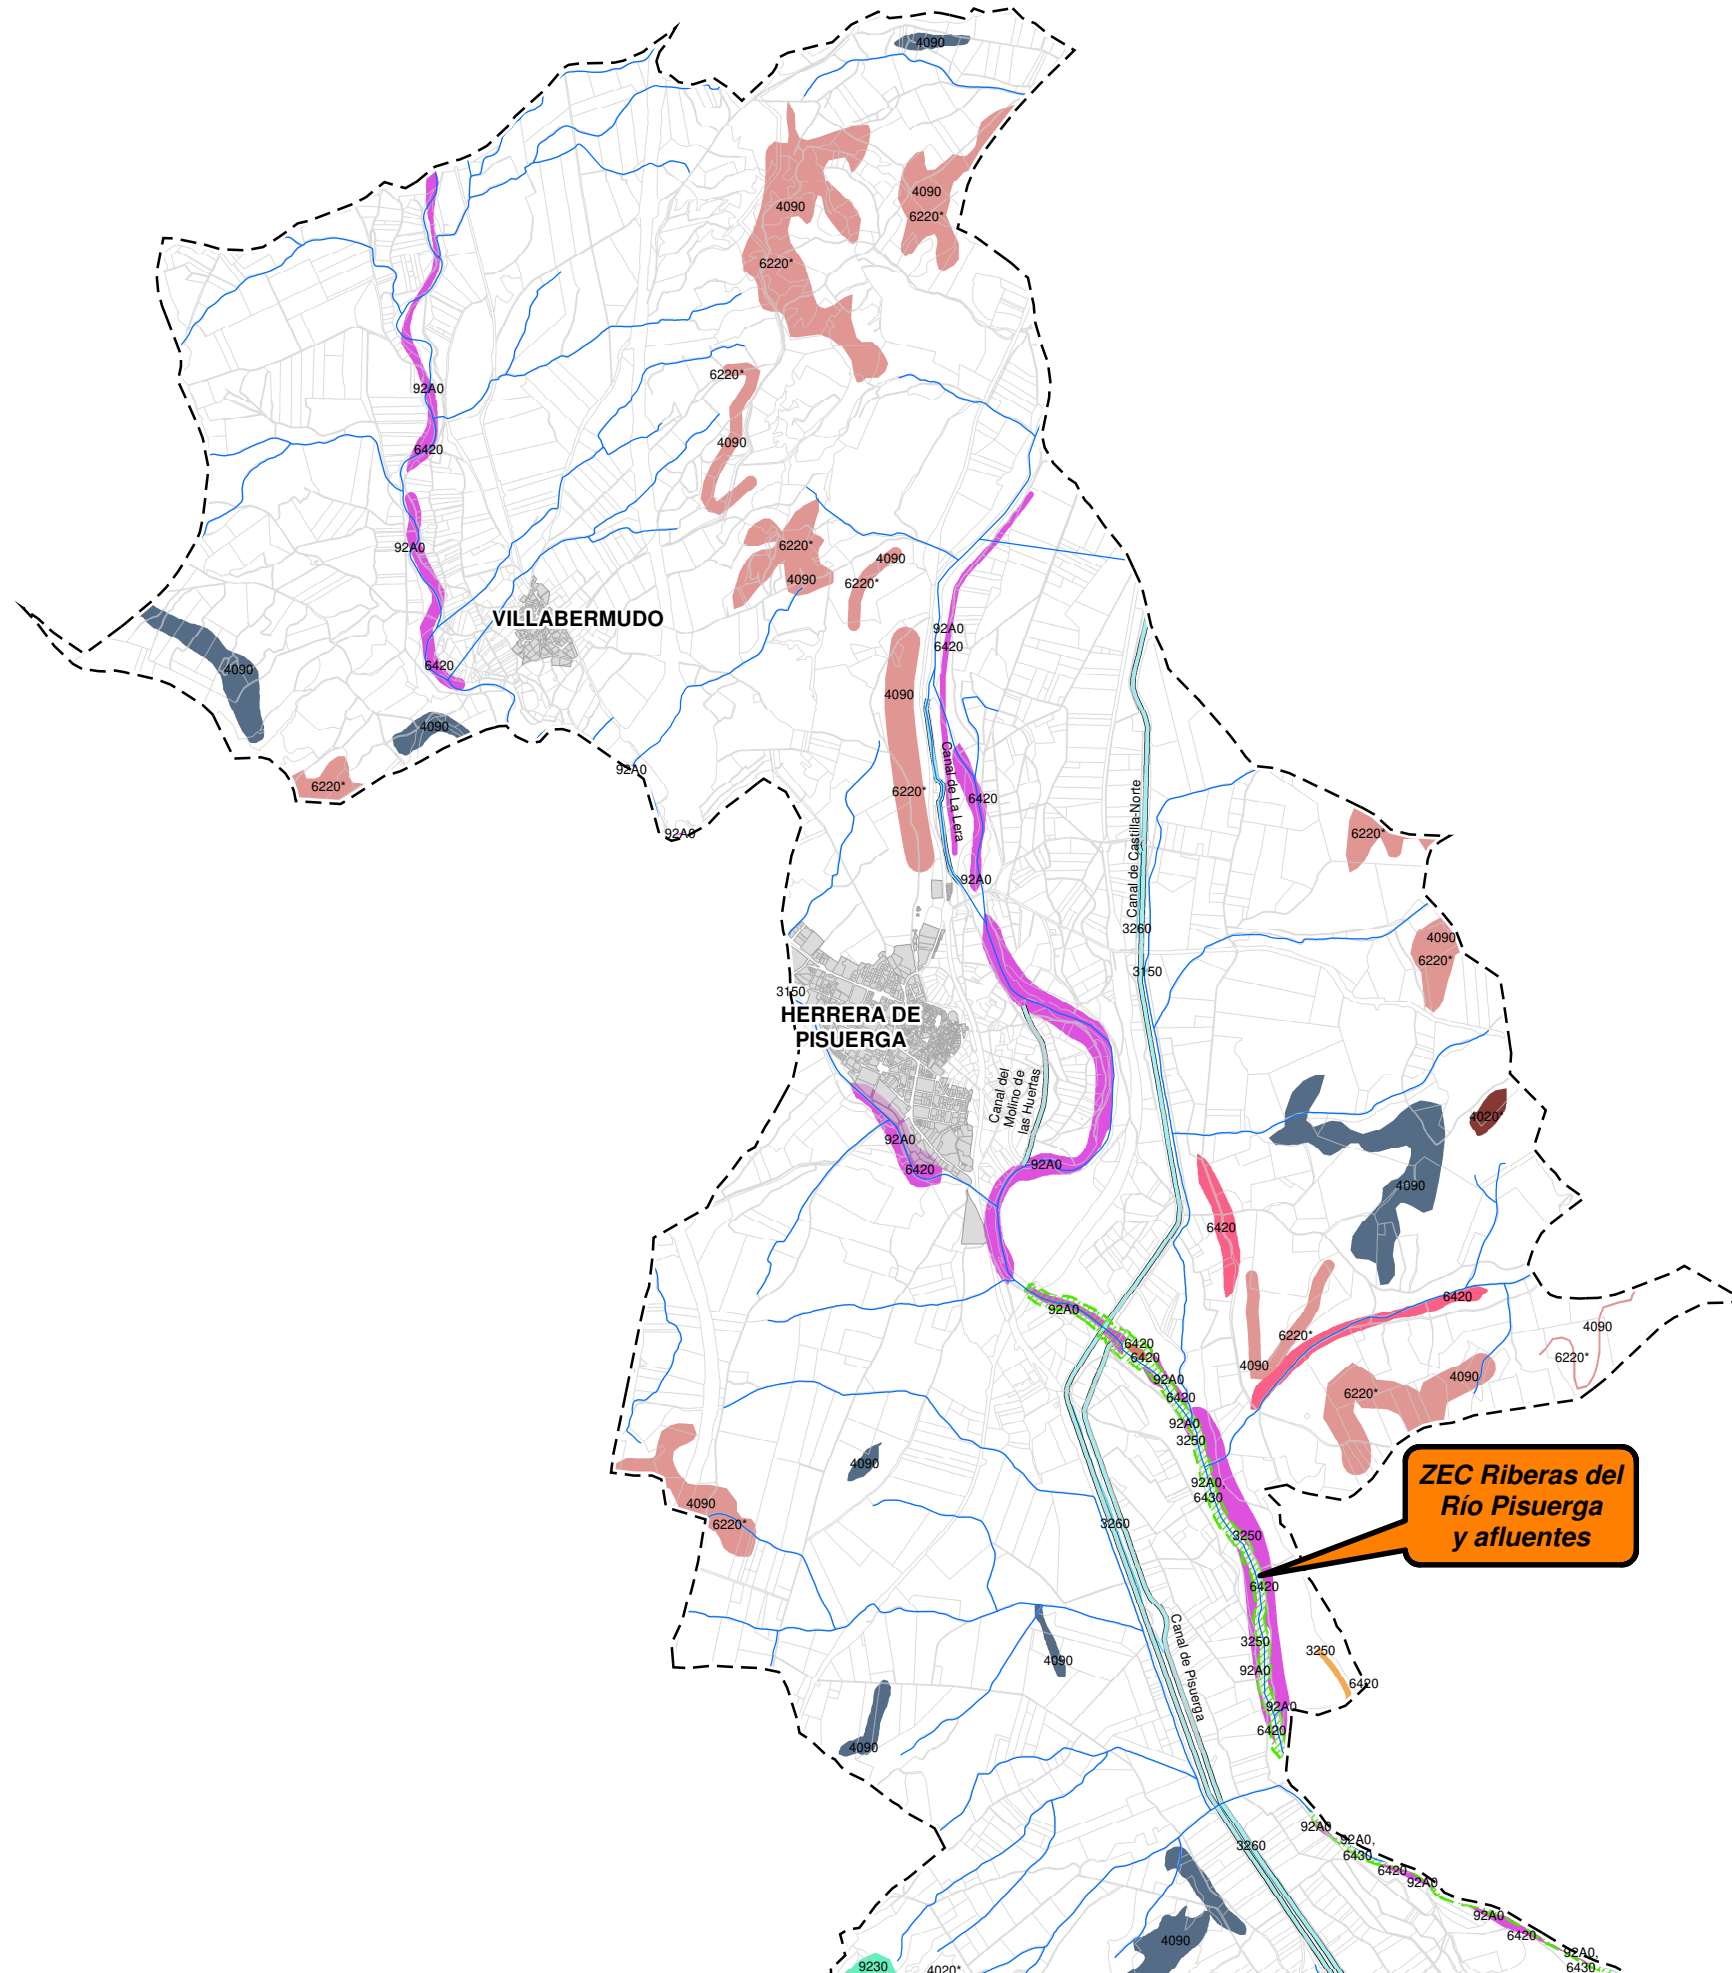 4090
4090
4090
6220*
6220*
6220*
92A0
4090
6420
92A0
6220*
4090
4090
6220*
VILLABERMUDO
92A0
6420
6420
4090
4090
4090
92A0
6220*
6220*
Canal de La Lera
6420
Canal de Castilla-Norte
92A0
6220*
92A0
3260
4090
6220*
3150
3150
HERRERA DE
PISUERGA
Canal del
Molino de
las Huertas
4020*
92A0
6420
92A0
4090
6420
6420
92A0
4090
6220*
6420
6420
6220*
4090
92A0
4090
6420
6220*
92A0
3250
4090
ZEC Riberas del
Río Pisuerga
y afluentes
92A0,
6430
4090
6220*
3260
3250
6420
Canal de Pisuerga
3250
3250
4090
92A0
6420
92A0
6420
4090
92A0
92A0,
6430
3260
6420
92A0
92A0
6420
4090
92A0,
6430
9230
4020*